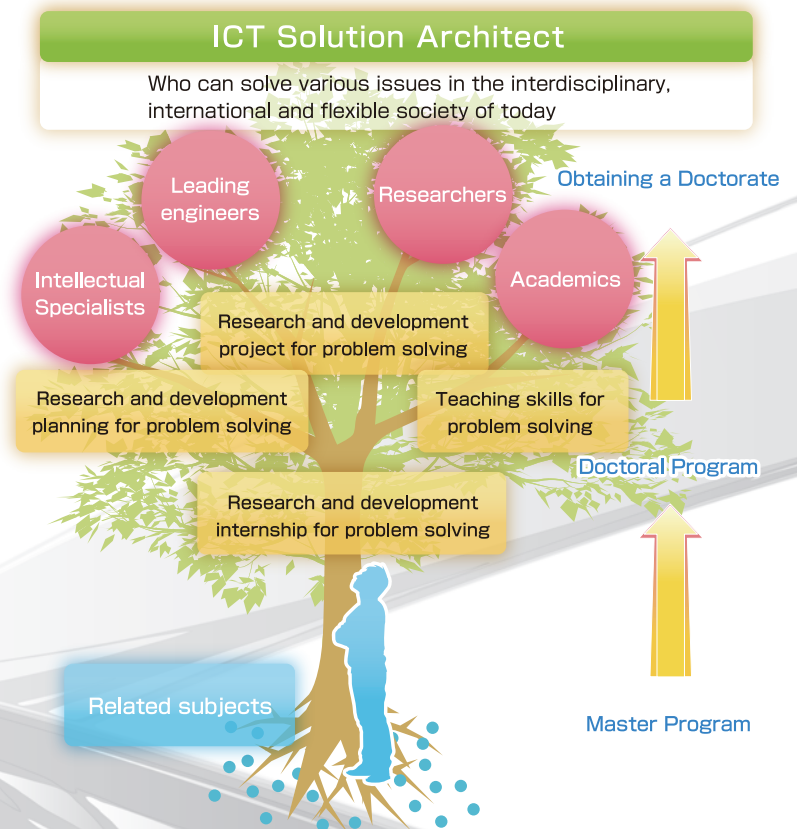 ICT Solution Architect
Who can solve various issues in the interdisciplinary,
international and flexible society of today
Leading
engineers
Researchers
Obtaining a Doctorate
Intellectual
Specialists
Academics
Research and development
project for problem solving
Research and development
planning for problem solving
Teaching skills for
problem solving
Doctoral Program
Research and development
internship for problem solving
Related subjects
Master Program